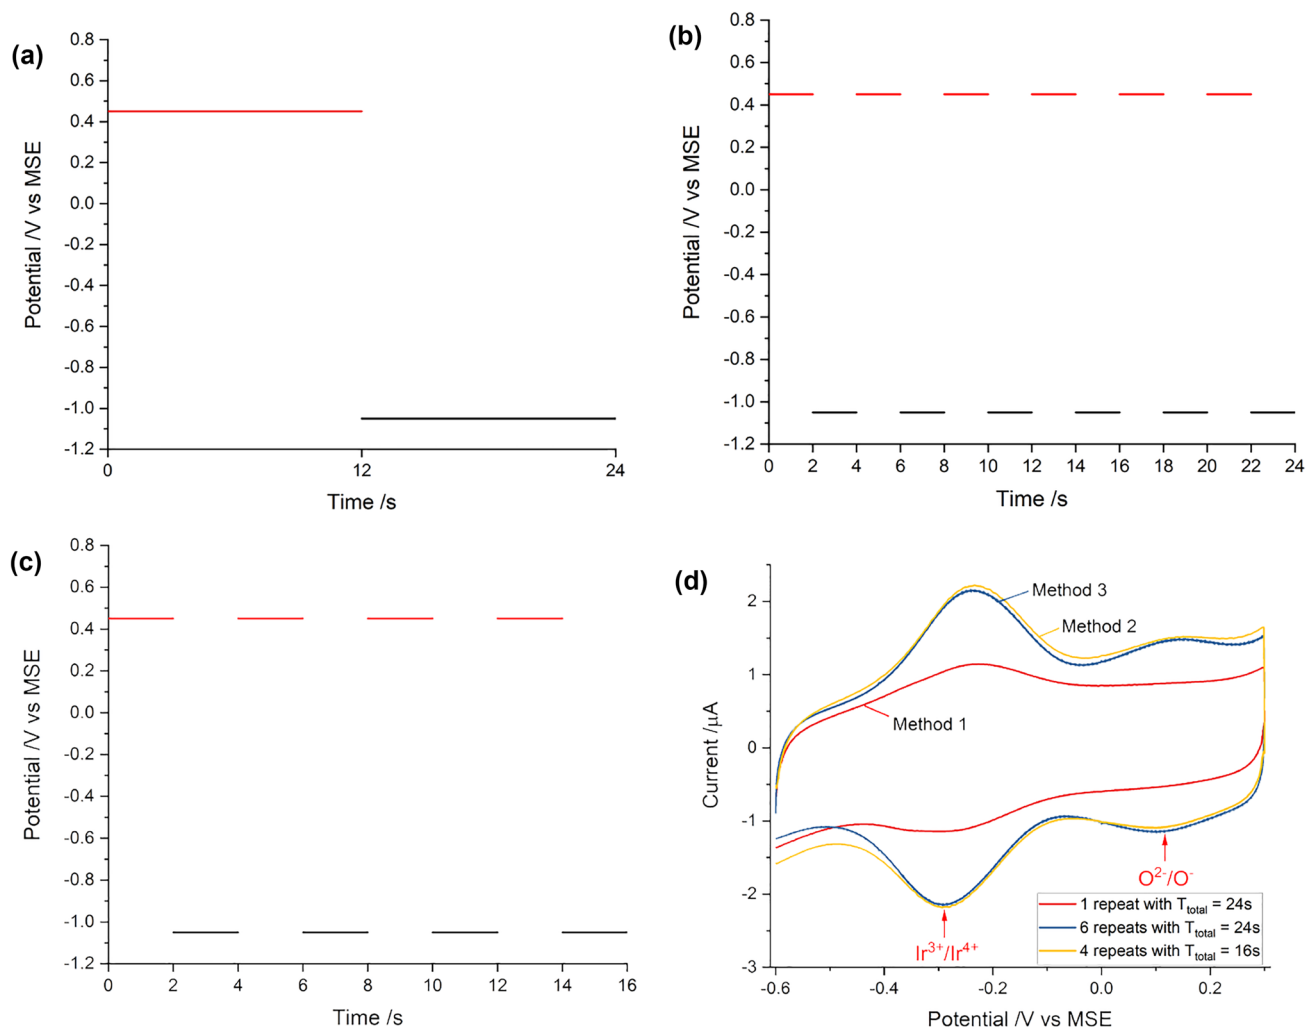 (a)
0.8
0.6
0.4
0.2
0.0
-0.2
-0.4
-0.6
-0.8
-1.0
-1.2
Potential /V vs MSE
0 12 24
Time /s
(b)
0.8
0.6
0.4
0.2
0.0
-0.2
-0.4
-0.6
-0.8
-1.0
-1.2
Potential /V vs MSE
0 2 4 6 8 10 12 14 16 18 20 22 24
Time /s
(c)
0.8
0.6
0.4
0.2
0.0
-0.2
-0.4
-0.6
-0.8
-1.0
-1.2
Potential /V vs MSE
0 2 4 6 8 10 12 14 16
Time /s
(d)
2
1
0
-1
-2
-3
Current /μA
Method 3
Method 2
Method 1
O²⁻/O⁻
Ir³⁺/Ir⁴⁺
1 repeat with T_total = 24s
6 repeats with T_total = 24s
4 repeats with T_total = 16s
-0.6 -0.4 -0.2 0.0 0.2
Potential /V vs MSE